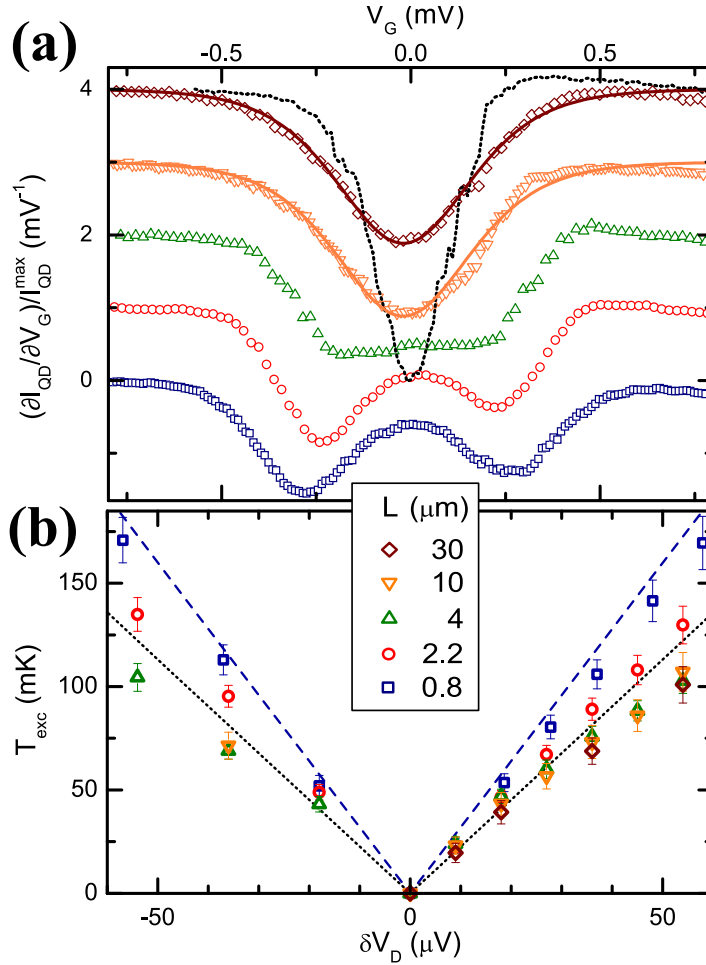 (a)
V_G (mV)
-0.5 0.0 0.5
4
2
0
(∂I_QD/∂V_G)/I_QD^max (mV⁻¹)
L (μm)
30
10
4
2.2
0.8
(b)
150
100
50
0
T_exc (mK)
-50 0 50
δV_D (μV)